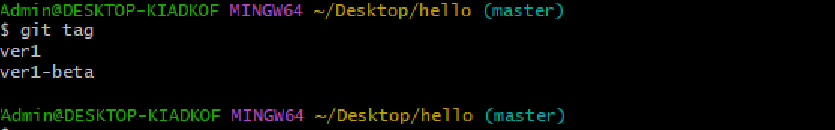 Admin@DESKTOP-KIADKOF MINGW64 ~/Desktop/hello (master)
$ git tag
ver1
ver1-beta
Admin@DESKTOP-KIADKOF MINGW64 ~/Desktop/hello (master)